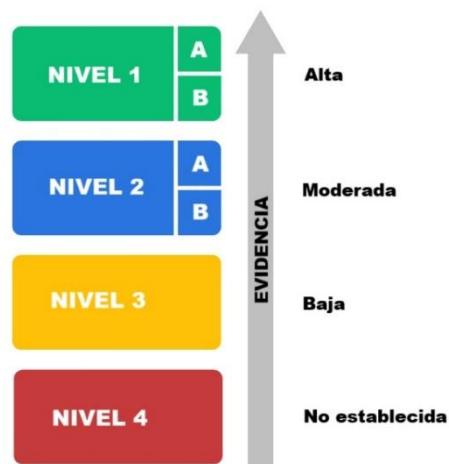 NIVEL 1
A
B
Alta
NIVEL 2
A
B
Moderada
EVIDENCIA
NIVEL 3
Baja
NIVEL 4
No establecida